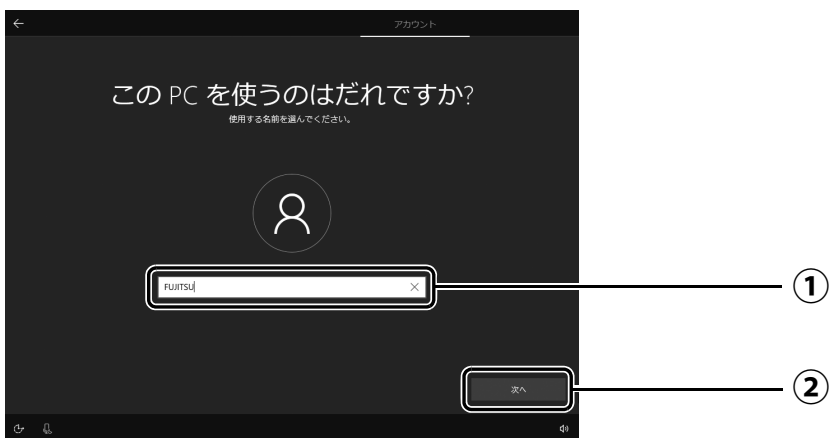 アカウント
この PC を使うのはだれですか?
使用する名前を選んでください。
FUJITSU
①
次へ
②